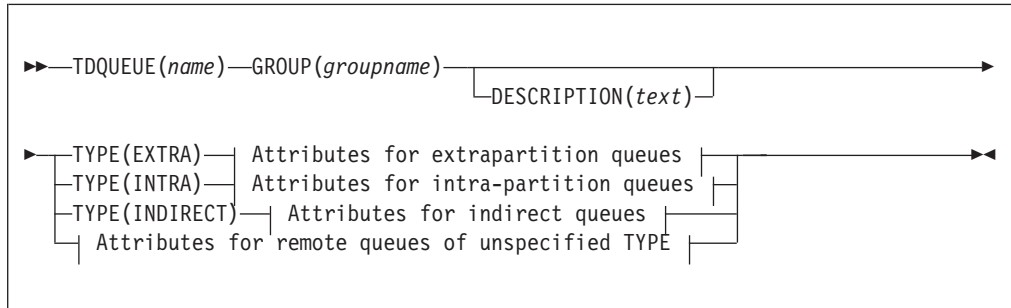 TDQUEUE(name) GROUP(groupname)
DESCRIPTION(text)
TYPE(EXTRA) Attributes for extrapartition queues
TYPE(INTRA) Attributes for intra-partition queues
TYPE(INDIRECT) Attributes for indirect queues
Attributes for remote queues of unspecified TYPE